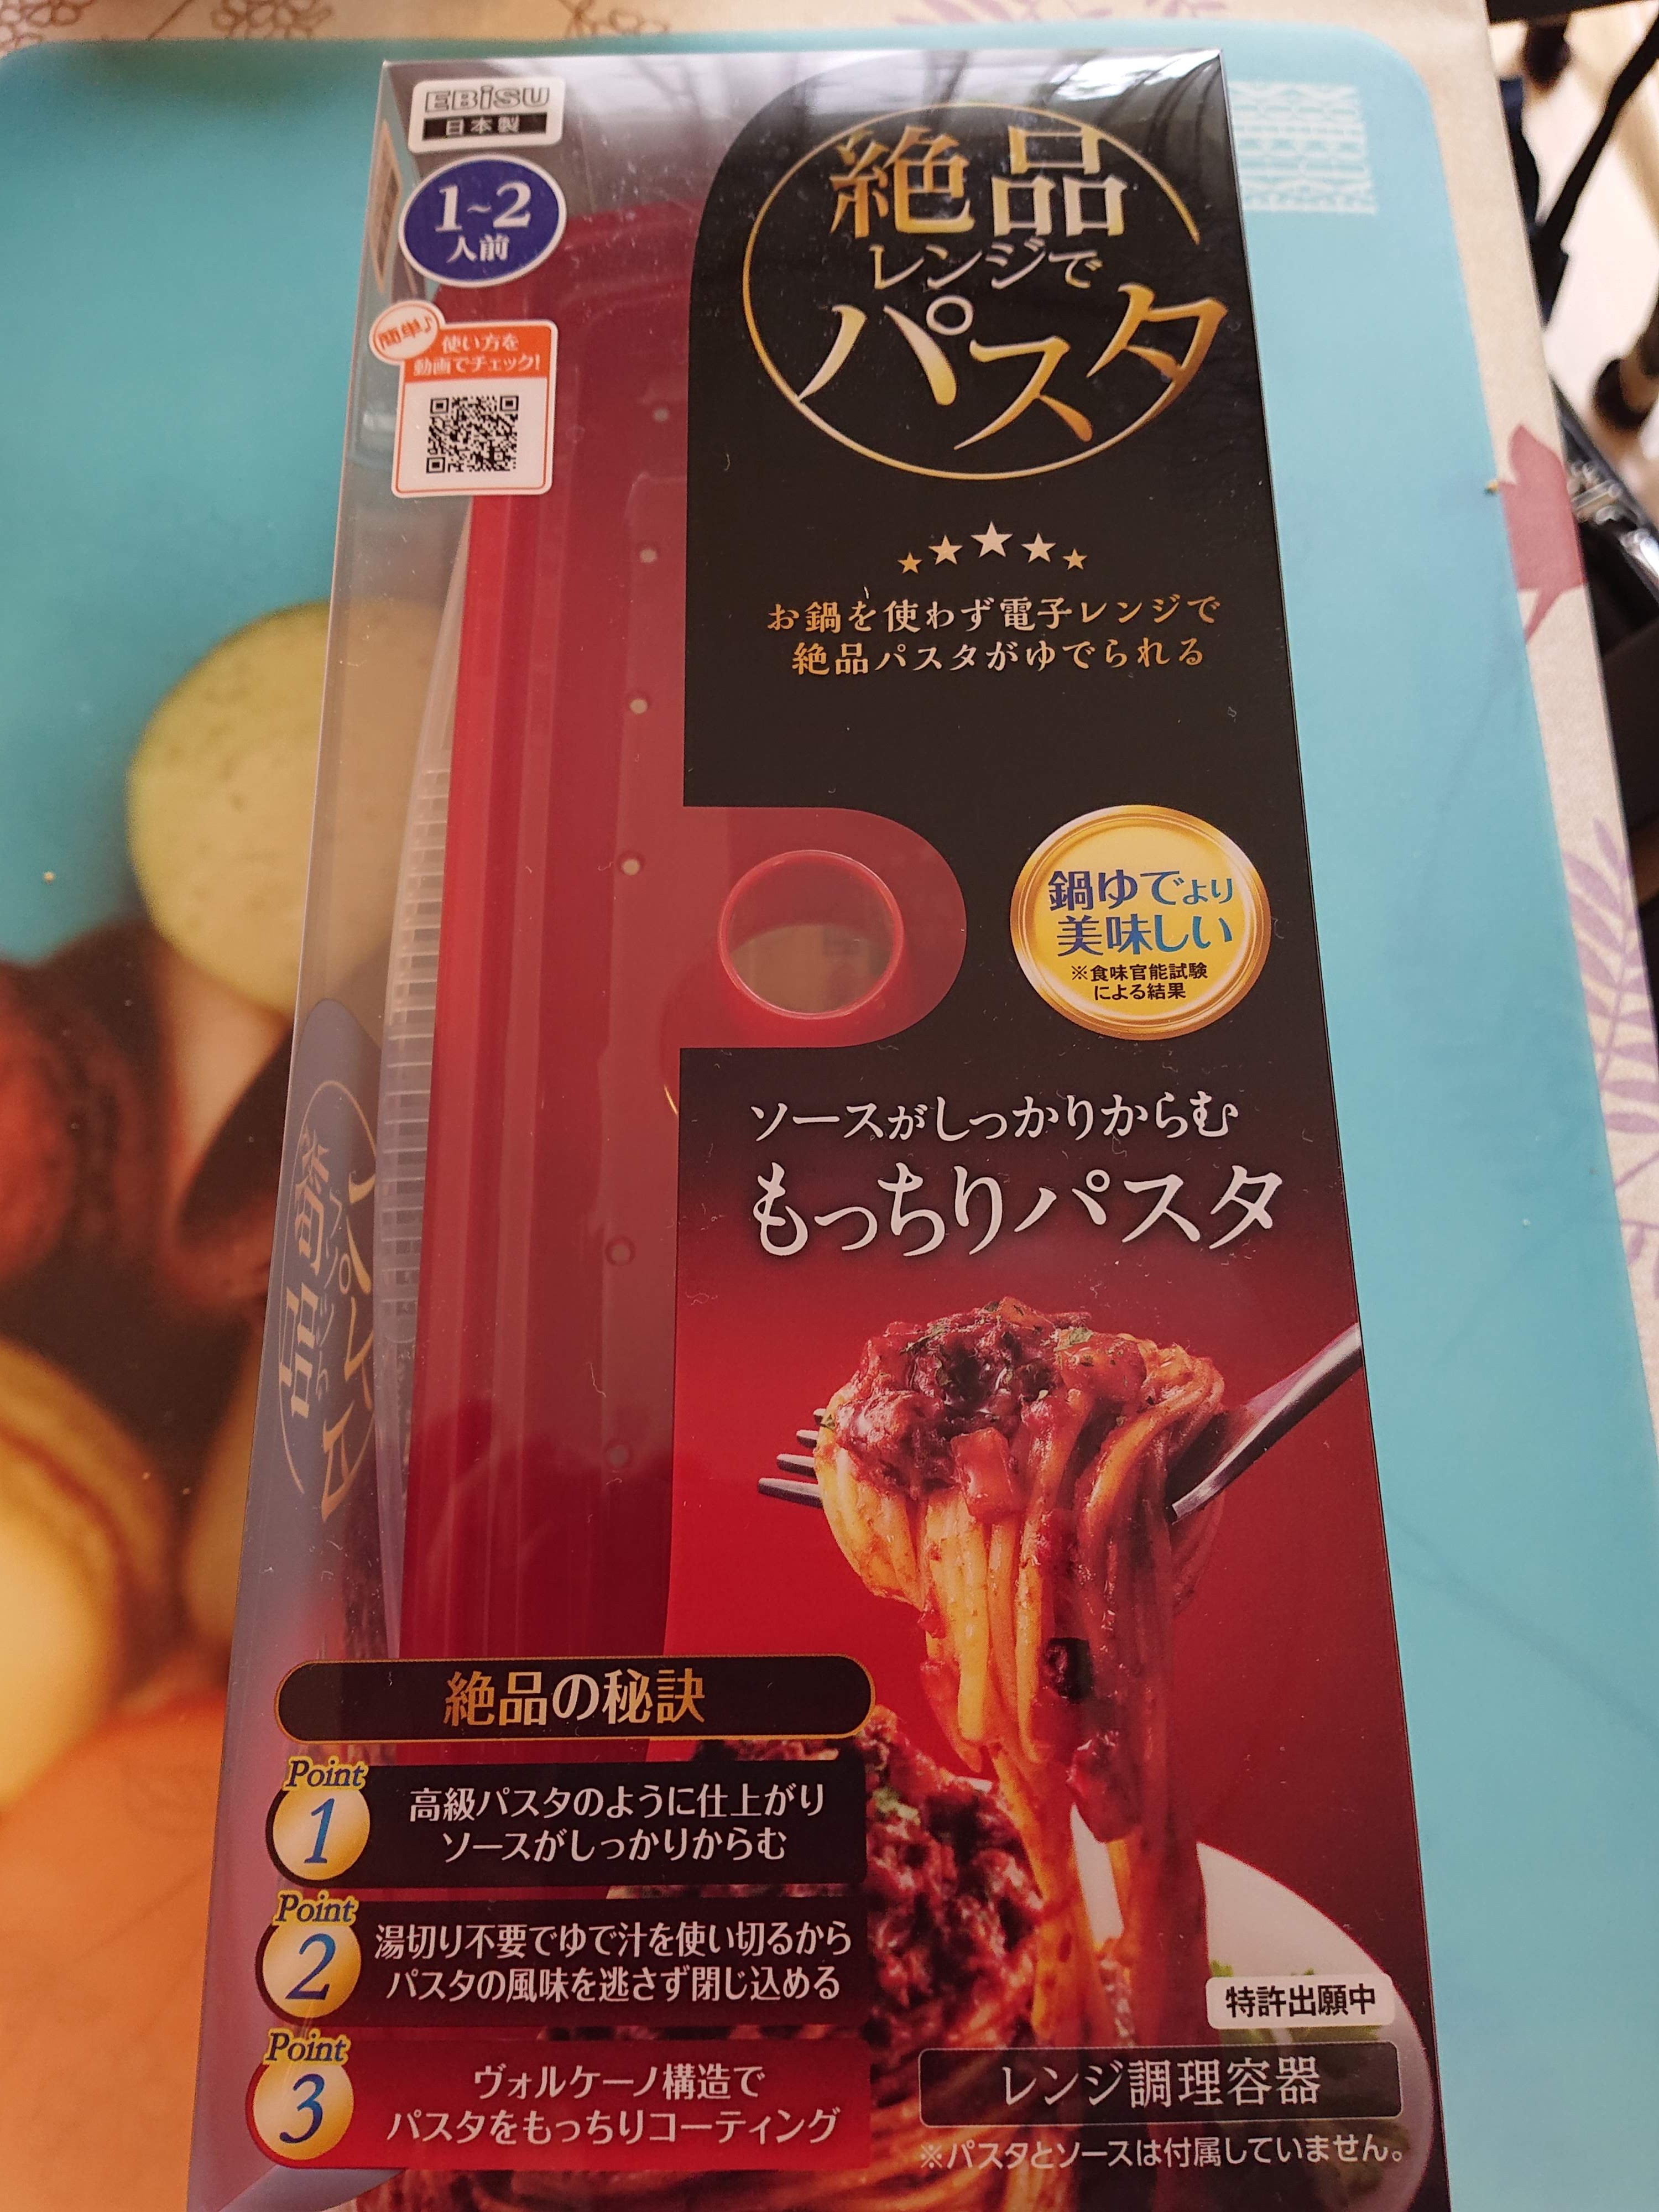 EBiSU
日本製
1~2
人前
簡単♪
使い方を
動画でチェック!
絶品
レンジで
パスタ
お鍋を使わず電子レンジで
絶品パスタがゆでられる
鍋ゆでより
美味しい
※食味官能試験
による結果
ソースがしっかりからむ
もっちりパスタ
絶品の秘訣
Point
1
高級パスタのように仕上がり
ソースがしっかりからむ
Point
2
湯切り不要でゆで汁を使い切るから
パスタの風味を逃さず閉じ込める
Point
3
ヴォルケーノ構造で
パスタをもっちりコーティング
特許出願中
レンジ調理容器
※パスタとソースは付属していません。